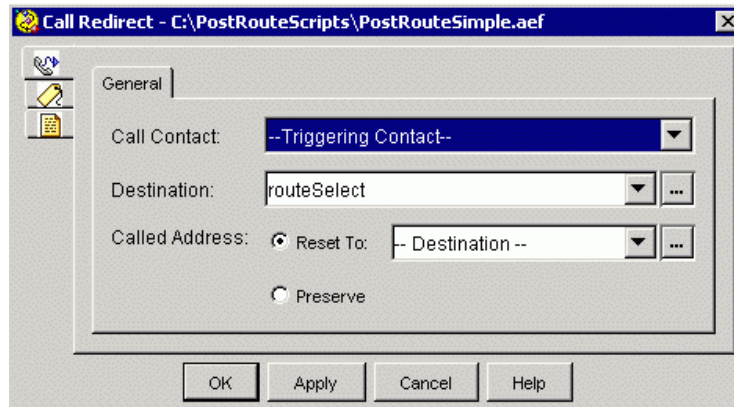 Call Redirect - C:\PostRouteScripts\PostRouteSimple.aef
General
Call Contact: --Triggering Contact--
Destination: routeSelect ...
Called Address: Reset To: -- Destination -- ...
Preserve
OK Apply Cancel Help